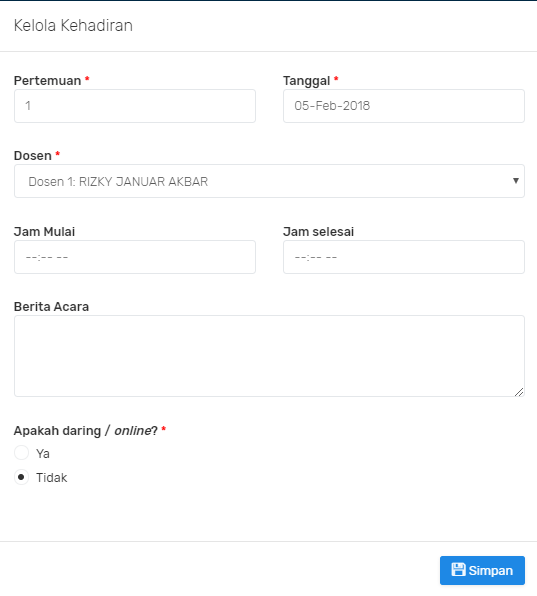 Kelola Kehadiran
Pertemuan * Tanggal *
1 05-Feb-2018
Dosen *
Dosen 1: RIZKY JANUAR AKBAR
Jam Mulai Jam selesai
--:-- -- --:-- --
Berita Acara
Apakah daring / online? *
Ya
Tidak
Simpan